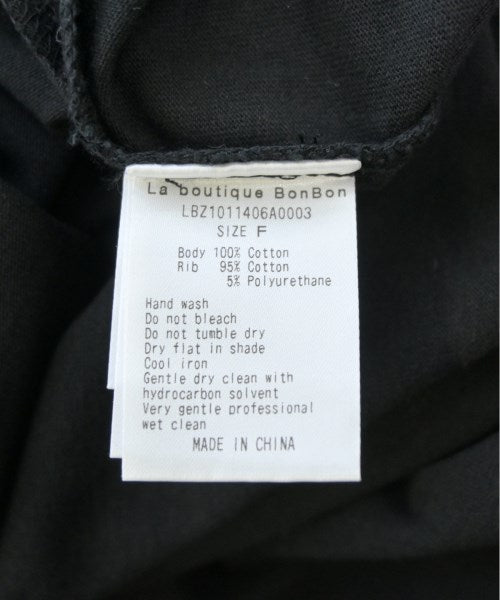 La boutique BonBon
LBZ1011406A0003
SIZE F
Body 100% Cotton
Rib 95% Cotton
5% Polyurethane
Hand wash
Do not bleach
Do not tumble dry
Dry flat in shade
Cool iron
Gentle dry clean with
hydrocarbon solvent
Very gentle professional
wet clean
MADE IN CHINA